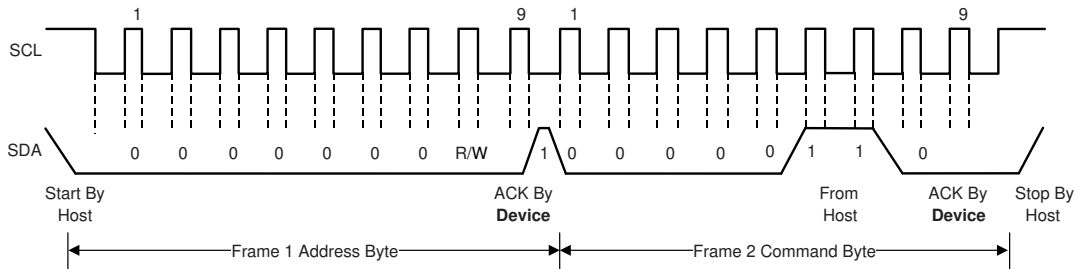 1 9 1 9
SCL
SDA 0 0 0 0 0 0 0 R/W 1 0 0 0 0 0 1 1 0
Start By
Host
ACK By
Device
From
Host
ACK By
Device
Stop By
Host
Frame 1 Address Byte
Frame 2 Command Byte